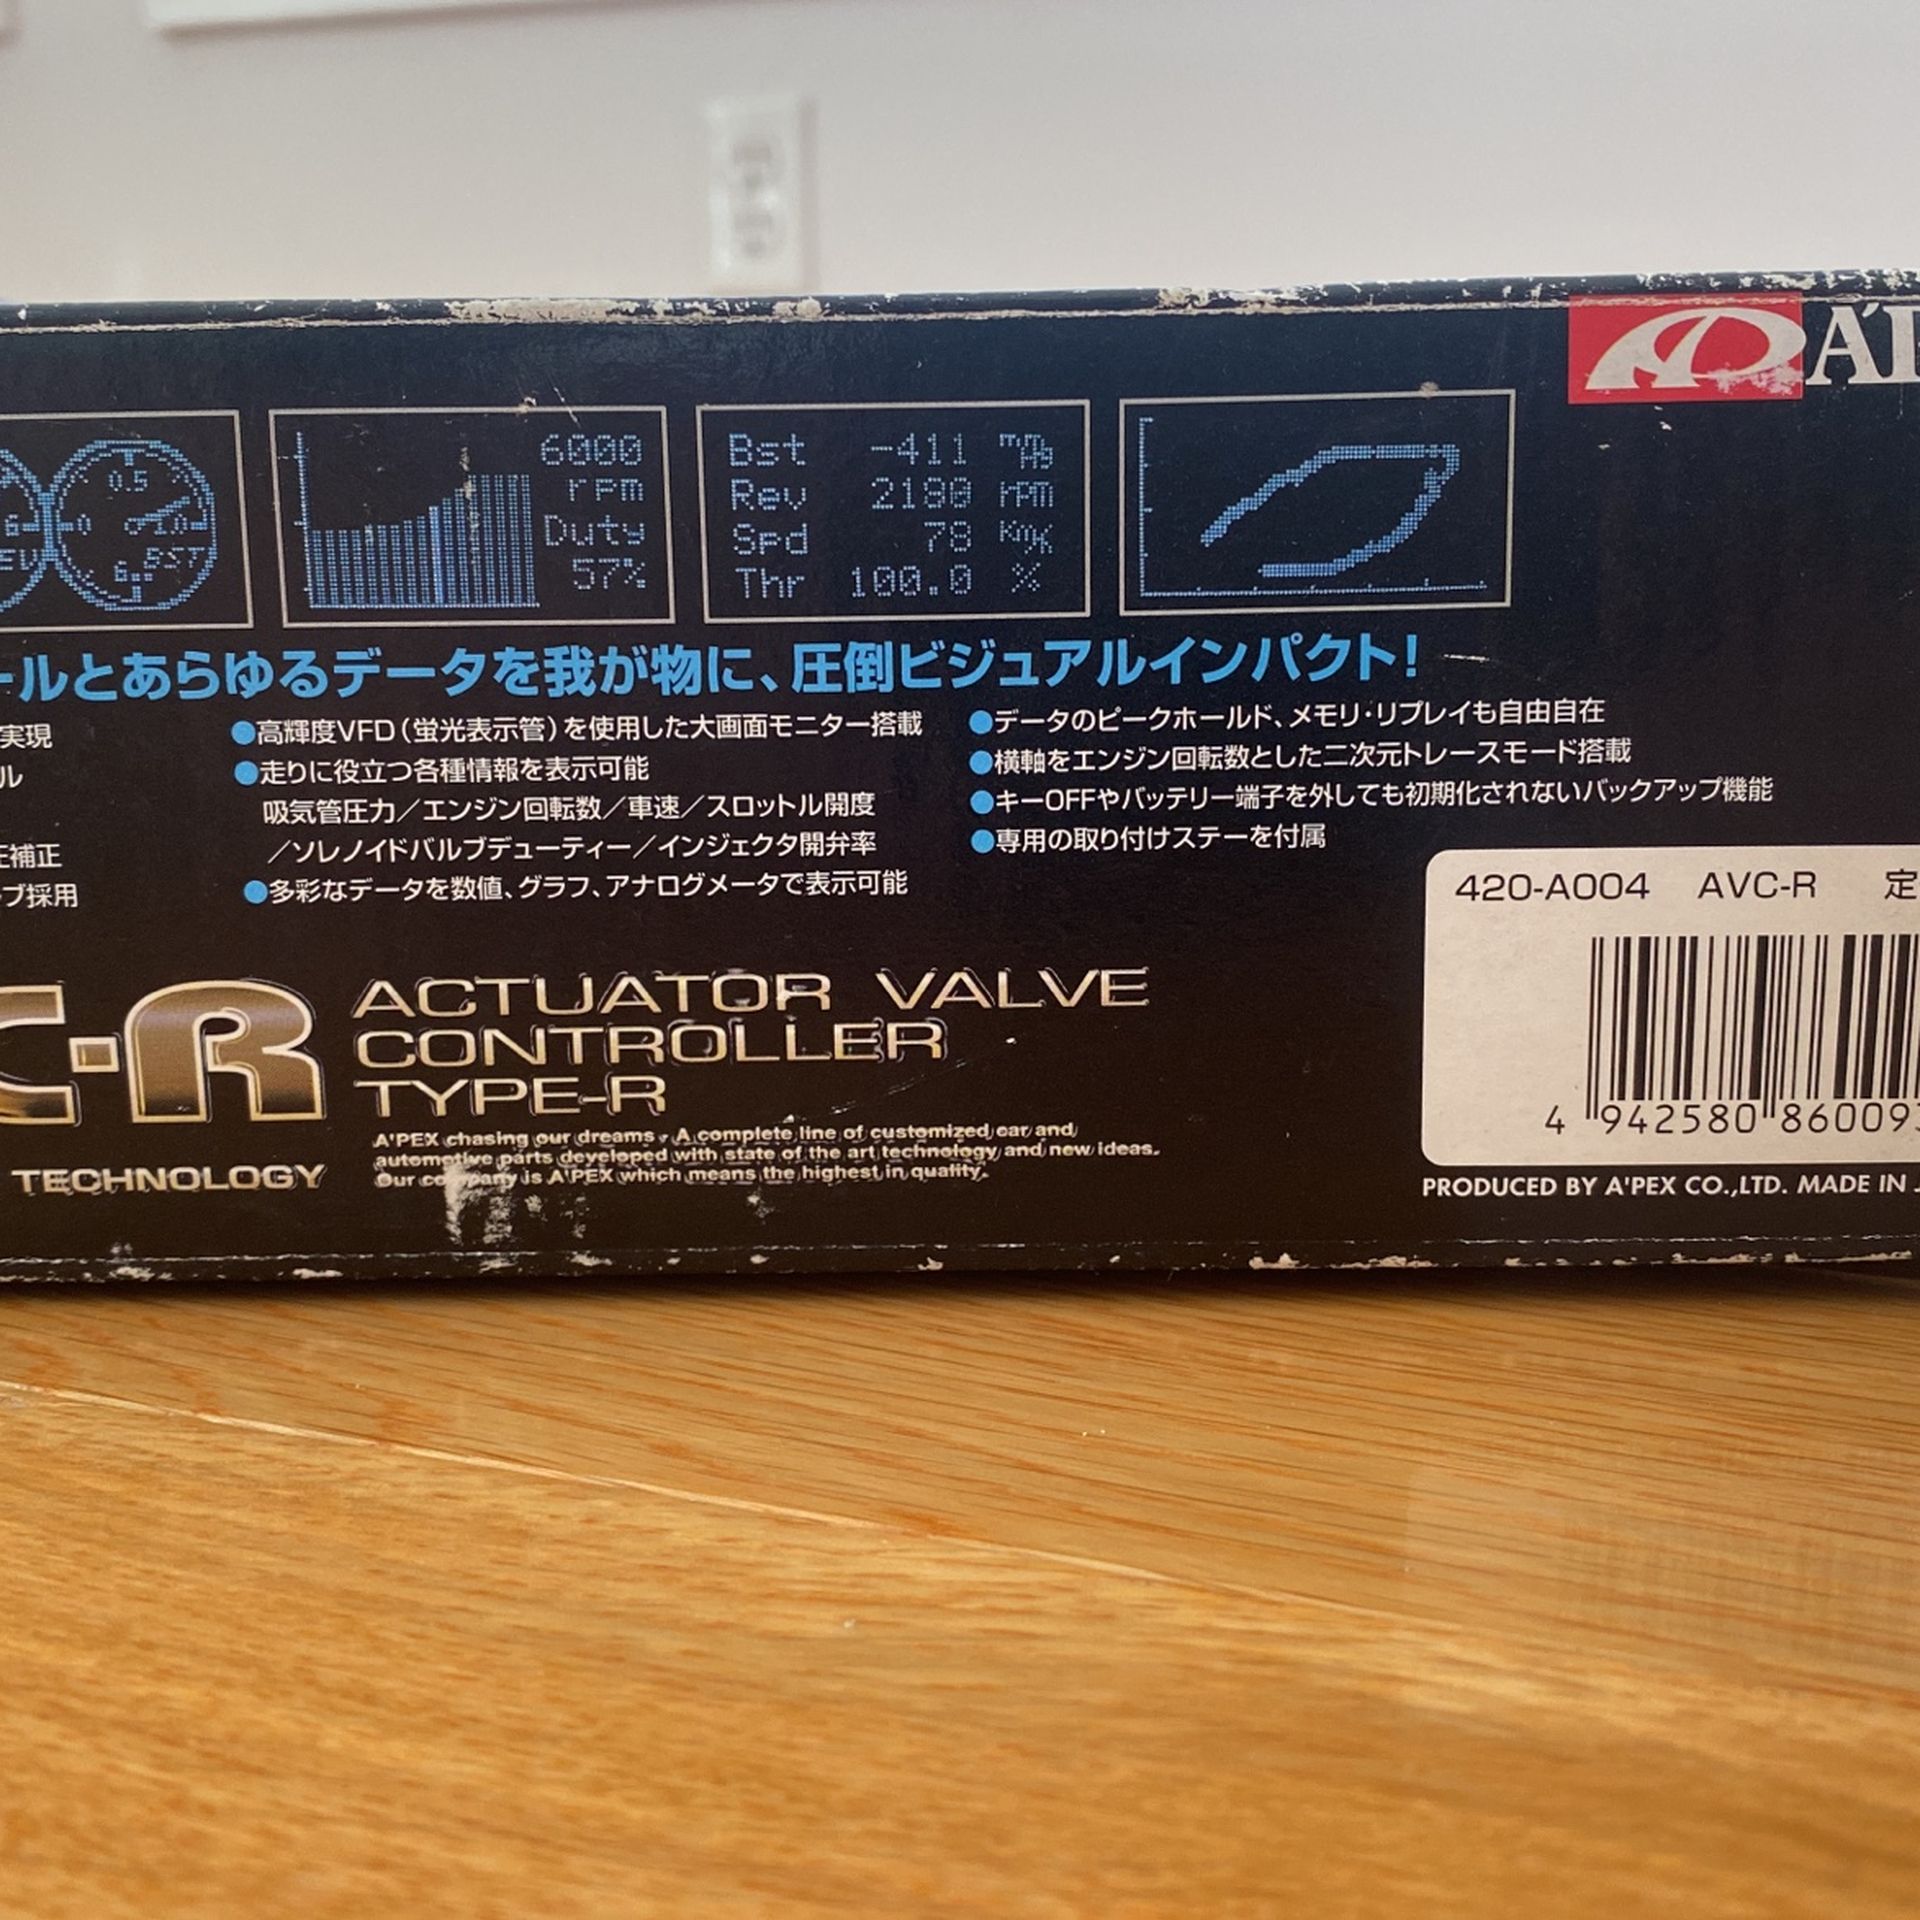 6000
rpm
Duty
57%
Bst -411 mmHg
Rev 2180 rPM
Spd 78 Km/h
Thr 100.0 %
0.5
0 1.0
BST
ールとあらゆるデータを我が物に、圧倒ビジュアルインパクト!
実現
ル
圧補正
ブ採用
●高輝度VFD(蛍光表示管)を使用した大画面モニター搭載
●走りに役立つ各種情報を表示可能
吸気管圧力/エンジン回転数/車速/スロットル開度
/ソレノイドバルブデューティー/インジェクタ開弁率
●多彩なデータを数値、グラフ、アナログメータで表示可能
●データのピークホールド、メモリ・リプレイも自由自在
●横軸をエンジン回転数とした二次元トレースモード搭載
●キーOFFやバッテリー端子を外しても初期化されないバックアップ機能
●専用の取り付けステーを付属
C-R
TECHNOLOGY
ACTUATOR VALVE
CONTROLLER
TYPE-R
A'PEX chasing our dreams. A complete line of customized car and
automotive parts developed with state of the art technology and new ideas.
Our company is A'PEX which means the highest in quality.
420-A004 AVC-R 定
4 942580 86009
PRODUCED BY A'PEX CO.,LTD. MADE IN